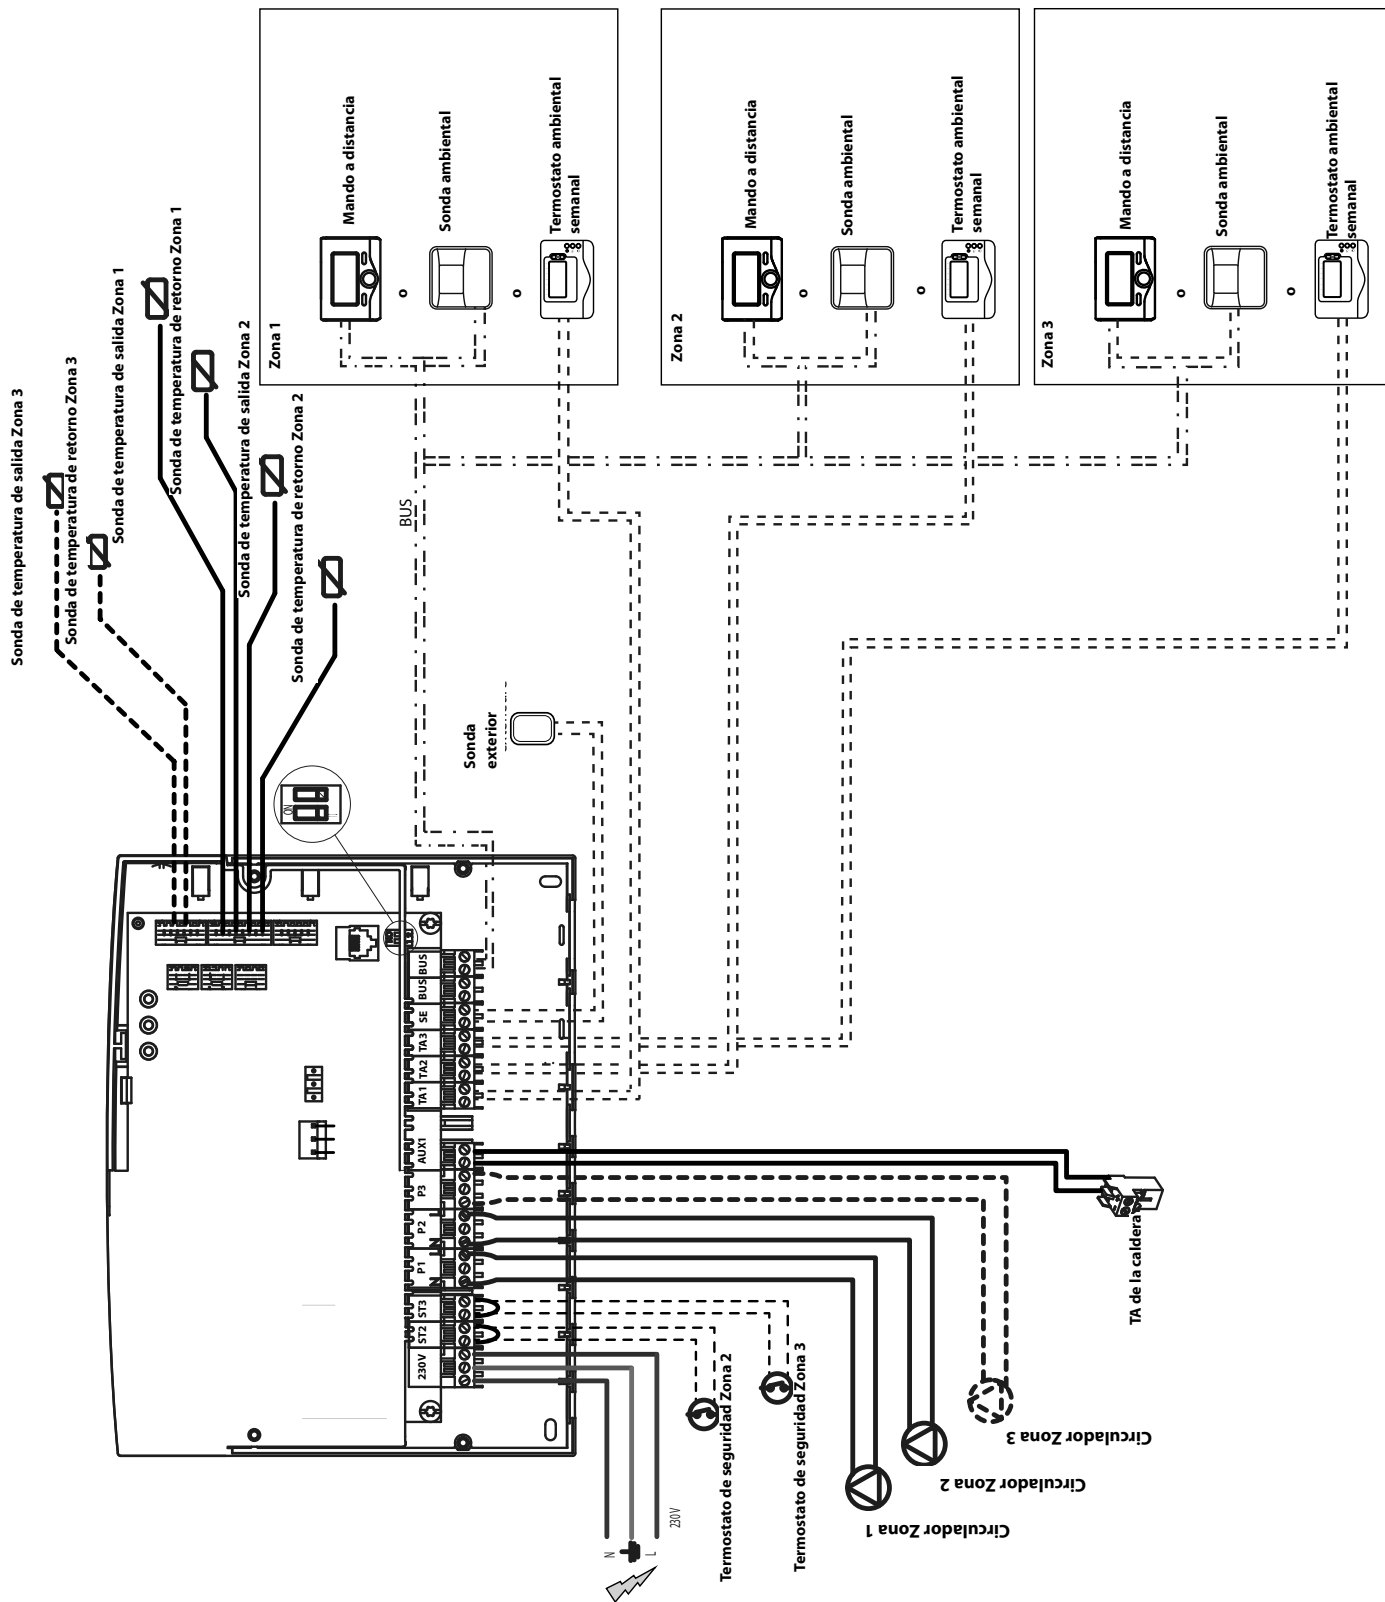 Sonda de temperatura de salida Zona 3
Sonda de temperatura de retorno Zona 3
Sonda de temperatura de salida Zona 1
Sonda de temperatura de retorno Zona 1
Sonda de temperatura de salida Zona 2
Sonda de temperatura de retorno Zona 2
Zona 1
Mando a distancia
o
Sonda ambiental
o
Termostato ambiental
semanal
Zona 2
Mando a distancia
o
Sonda ambiental
o
Termostato ambiental
semanal
Zona 3
Mando a distancia
o
Sonda ambiental
o
Termostato ambiental
semanal
BUS
Sonda
exterior
ON
230V
ST2
ST3
P1
P2
P3
AUX1
TA1
TA2
TA3
SE
BUS
BUS
N
L
N
L
N
L
230V
Termostato de seguridad Zona 2
Termostato de seguridad Zona 3
Circulador Zona 1
Circulador Zona 2
Circulador Zona 3
TA de la caldera